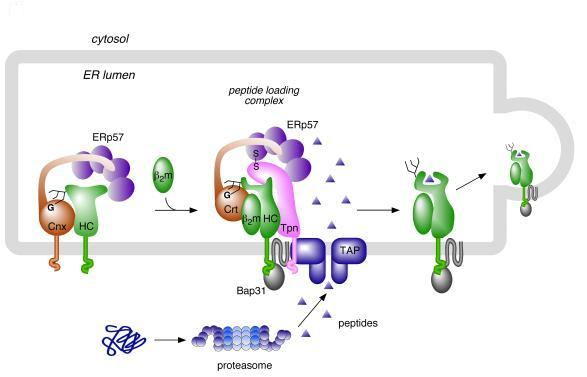 cytosol
ER lumen
peptide loading
complex
ERp57
ERp57
β₂m
S
S
G
Cnx
HC
G
Crt
β₂m
HC
Tpn
TAP
Bap31
peptides
proteasome